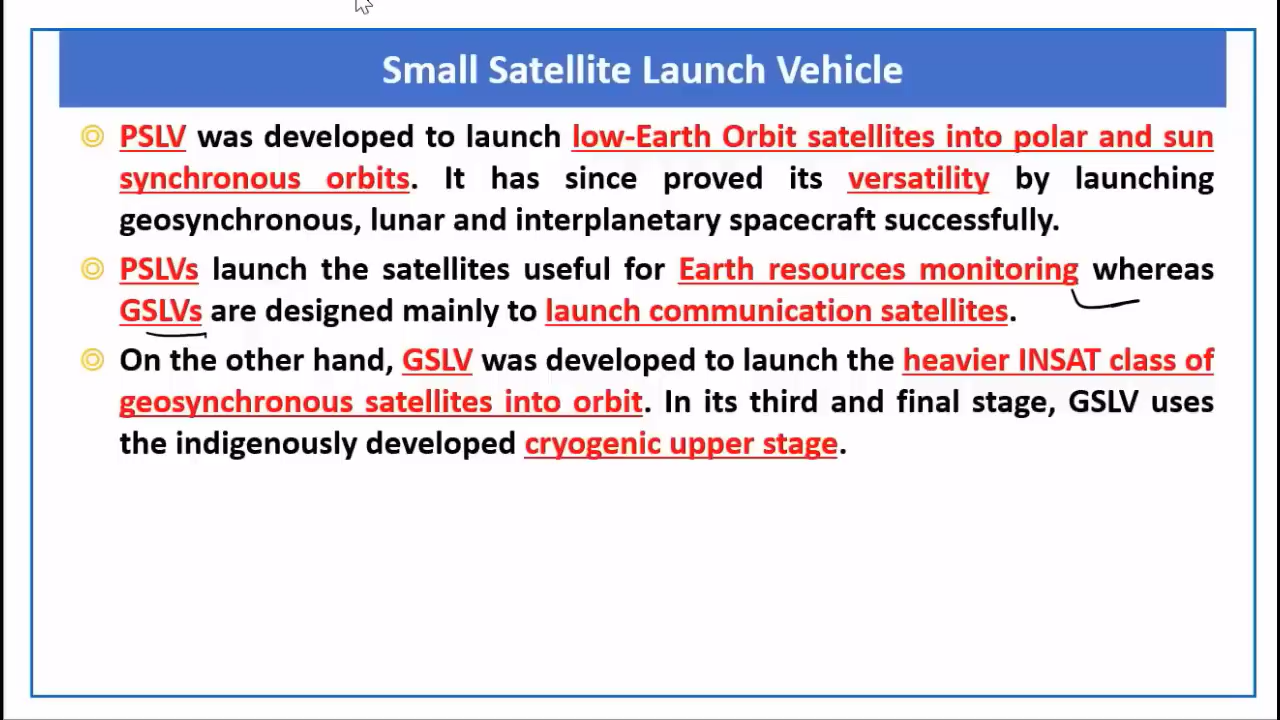 Small Satellite Launch Vehicle
PSLV was developed to launch low-Earth Orbit satellites into polar and sun
synchronous orbits. It has since proved its versatility by launching
geosynchronous, lunar and interplanetary spacecraft successfully.
PSLVs launch the satellites useful for Earth resources monitoring whereas
GSLVs are designed mainly to launch communication satellites.
On the other hand, GSLV was developed to launch the heavier INSAT class of
geosynchronous satellites into orbit. In its third and final stage, GSLV uses
the indigenously developed cryogenic upper stage.